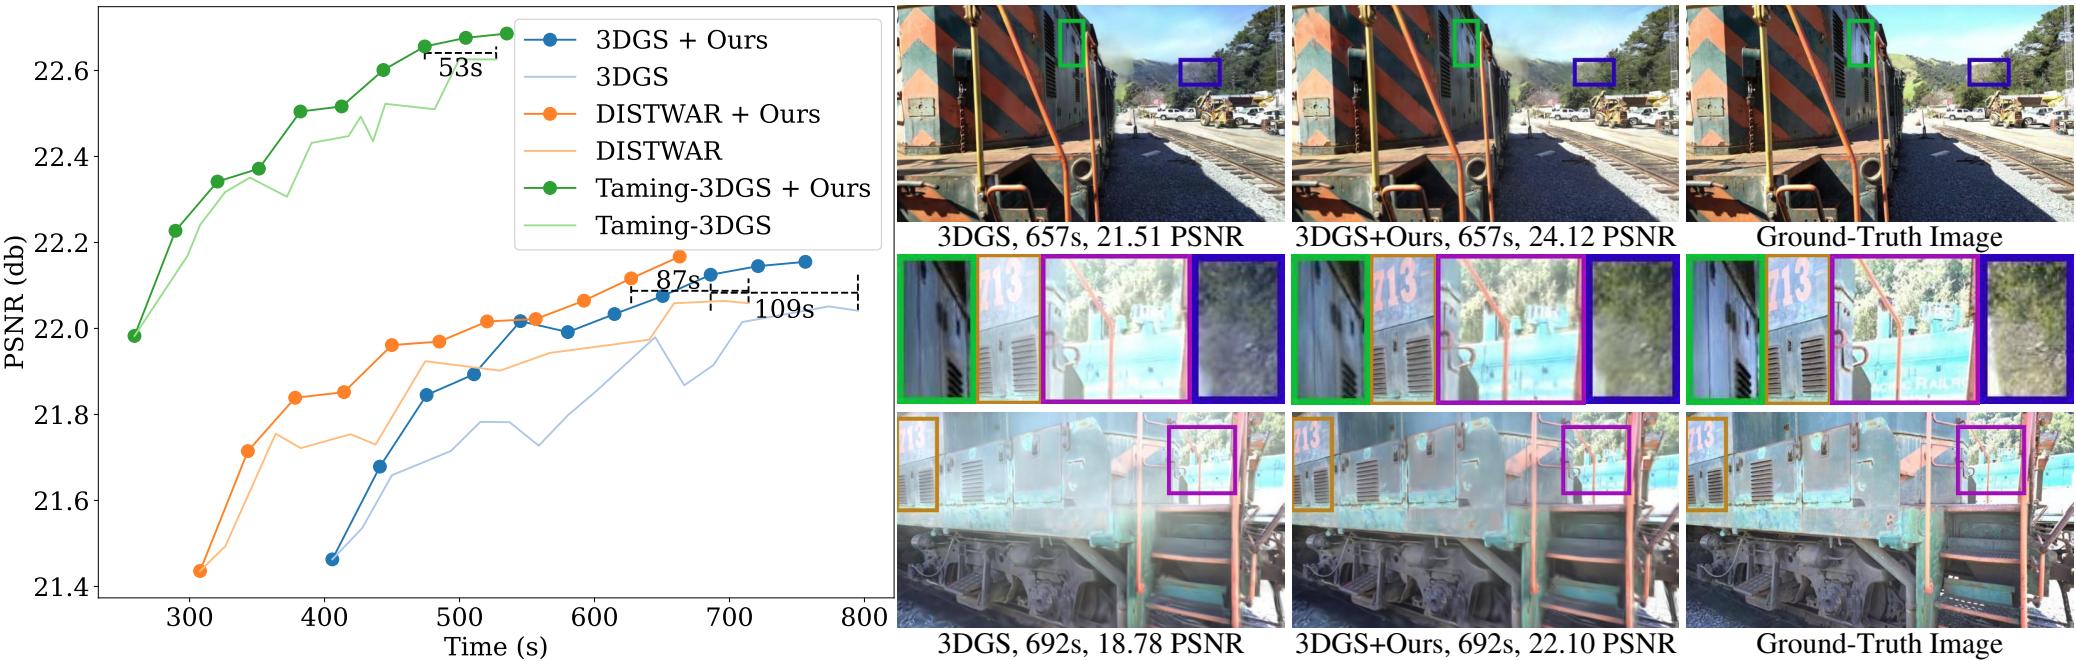 22.6
22.4
22.2
22.0
21.8
21.6
21.4
PSNR (db)
300 400 500 600 700 800
Time (s)
53s
87s
109s
3DGS + Ours
3DGS
DISTWAR + Ours
DISTWAR
Taming-3DGS + Ours
Taming-3DGS
3DGS, 657s, 21.51 PSNR
3DGS+Ours, 657s, 24.12 PSNR
Ground-Truth Image
713
713
713
713
713
713
3DGS, 692s, 18.78 PSNR
3DGS+Ours, 692s, 22.10 PSNR
Ground-Truth Image